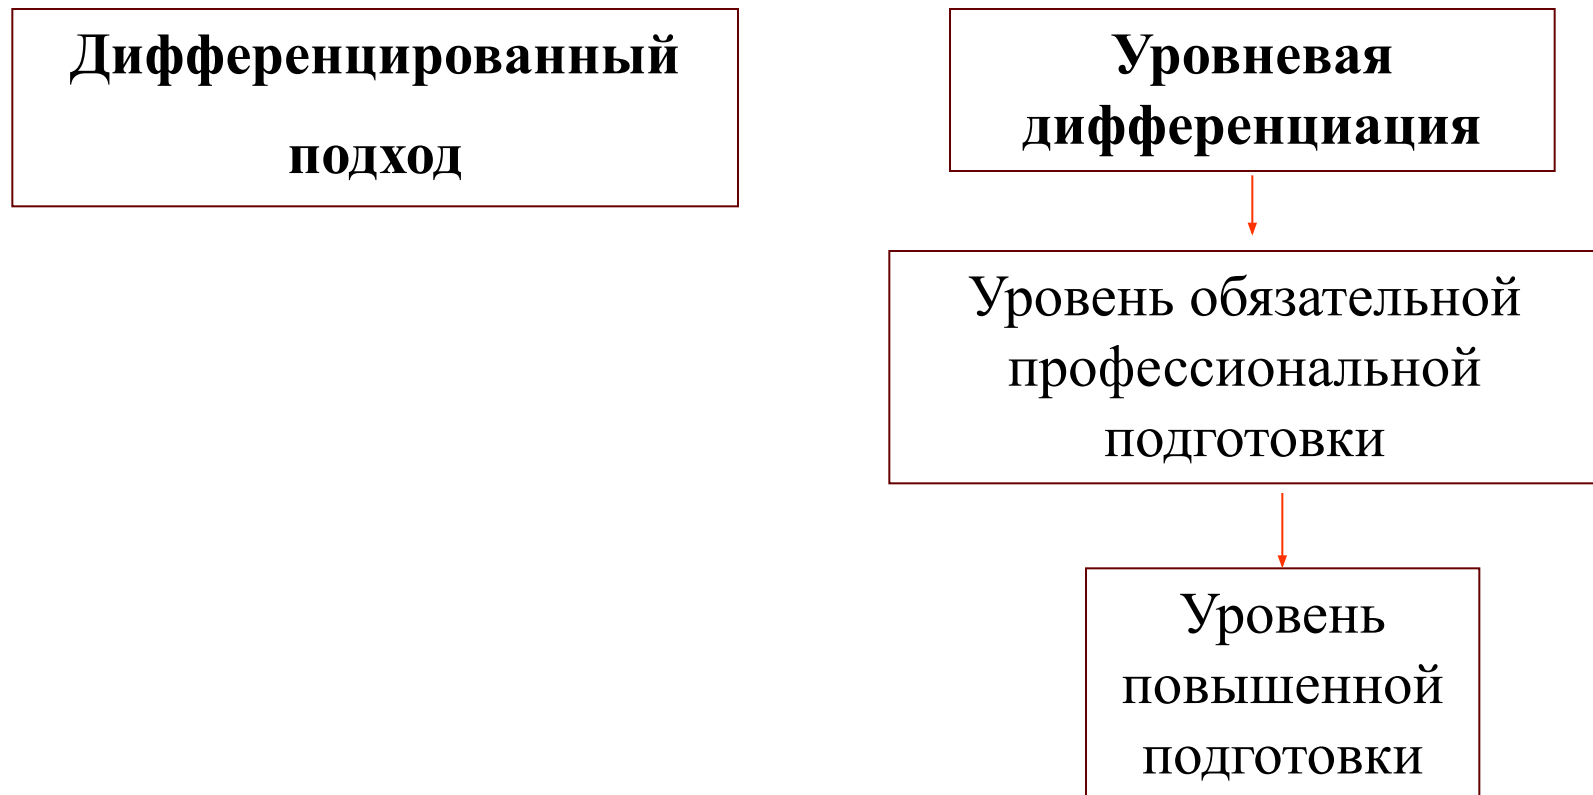 Дифференцированный
подход
Уровневая
дифференциация
Уровень обязательной
профессиональной
подготовки
Уровень
повышенной
подготовки